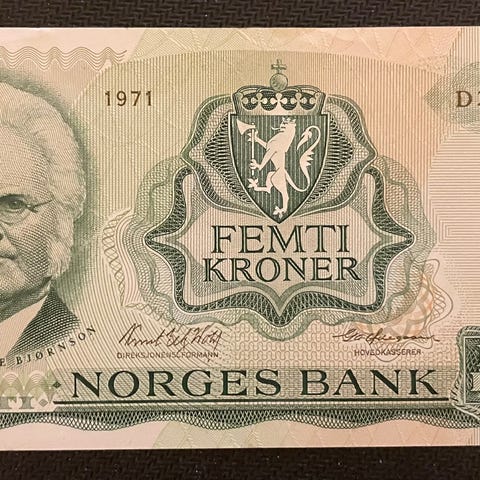 1971
D
FEMTI
KRONER
E BJØRNSON
DIREKSJONENS FORMANN
HOVEDKASSERER
NORGES BANK